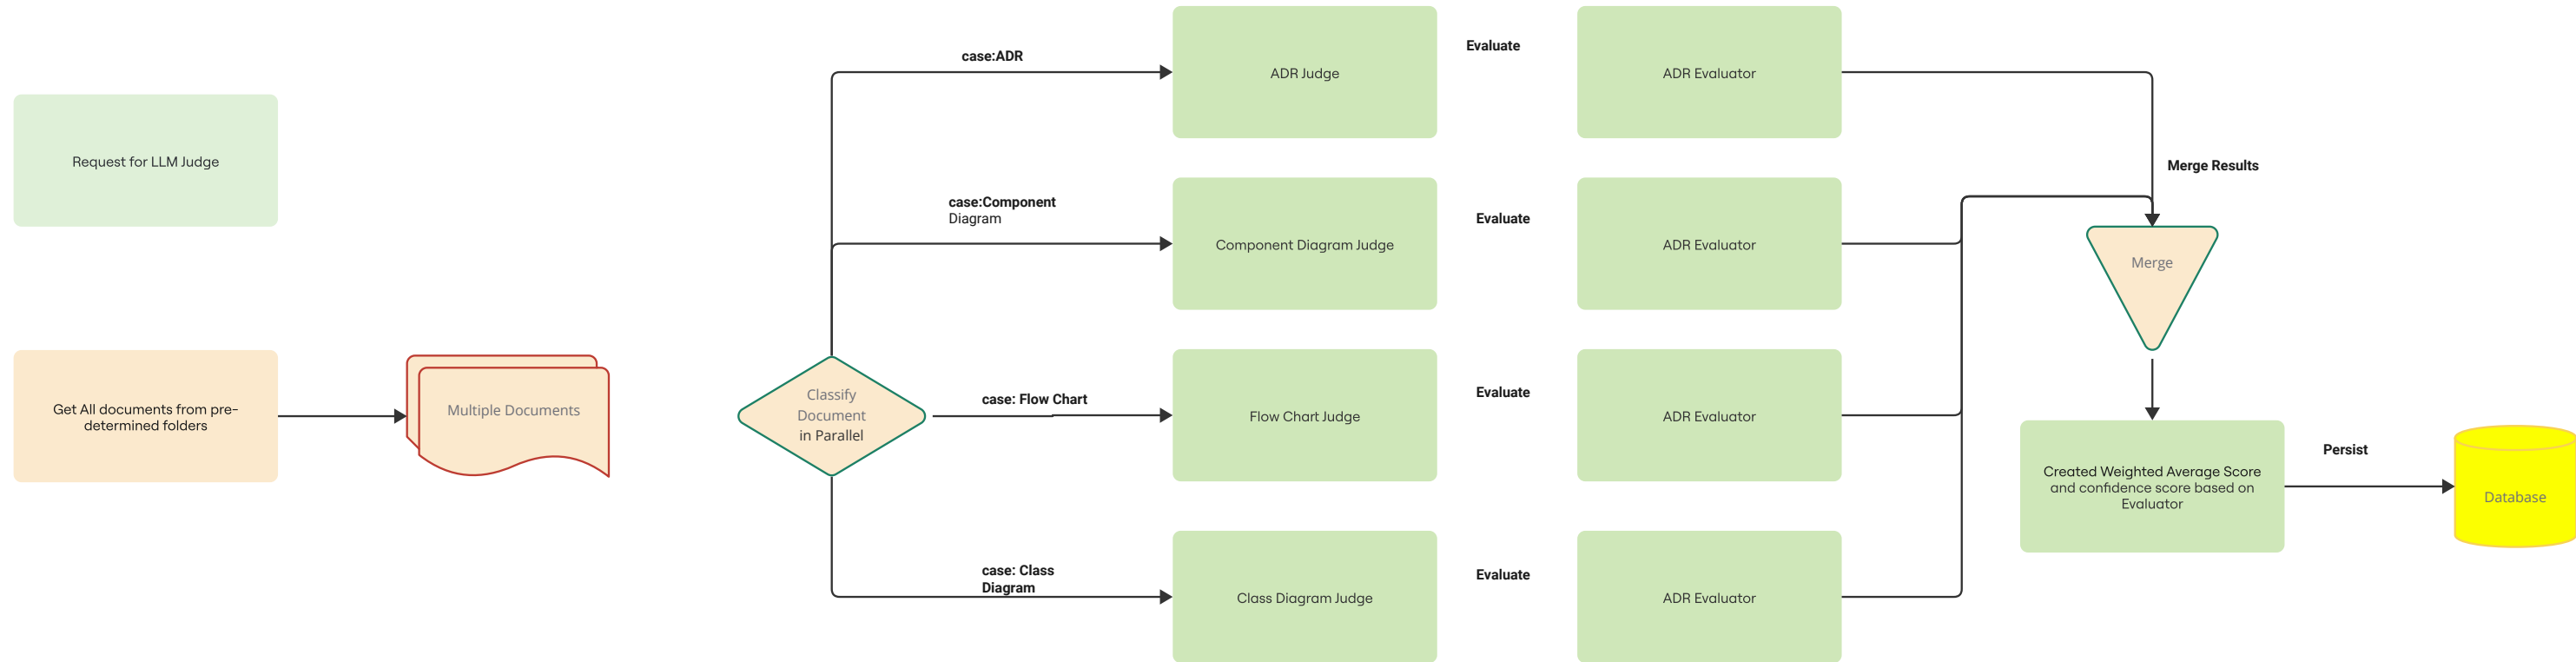 Request for LLM Judge
Get All documents from pre-
determined folders
Multiple Documents
Classify
Document
in Parallel
case:ADR
case:Component
Diagram
case: Flow Chart
case: Class
Diagram
ADR Judge
Component Diagram Judge
Flow Chart Judge
Class Diagram Judge
Evaluate
Evaluate
Evaluate
Evaluate
ADR Evaluator
ADR Evaluator
ADR Evaluator
ADR Evaluator
Merge Results
Merge
Created Weighted Average Score
and confidence score based on
Evaluator
Persist
Database